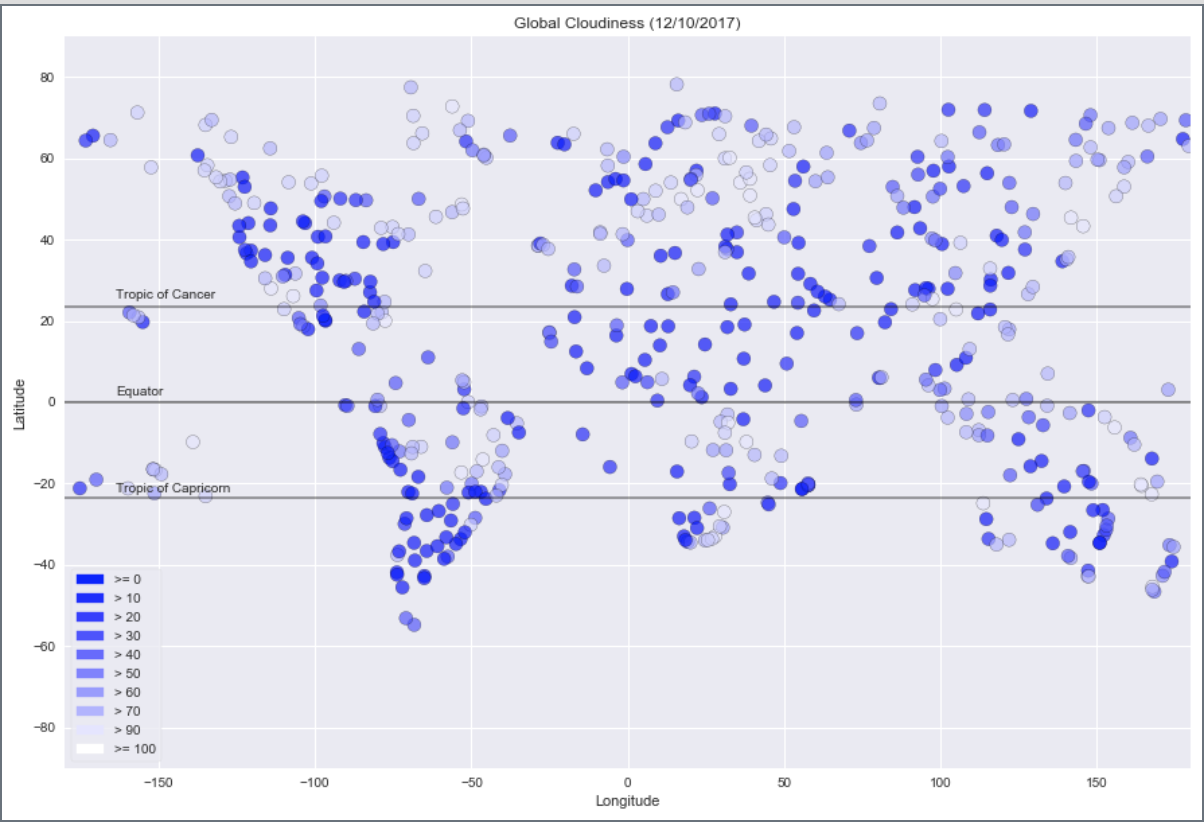 Global Cloudiness (12/10/2017)
80
60
40
Tropic of Cancer
20
Equator
0
Latitude
−20
Tropic of Capricorn
−40
>= 0
> 10
> 20
−60
> 30
> 40
> 50
> 60
> 70
−80
> 90
>= 100
−150 −100 −50 0 50 100 150
Longitude